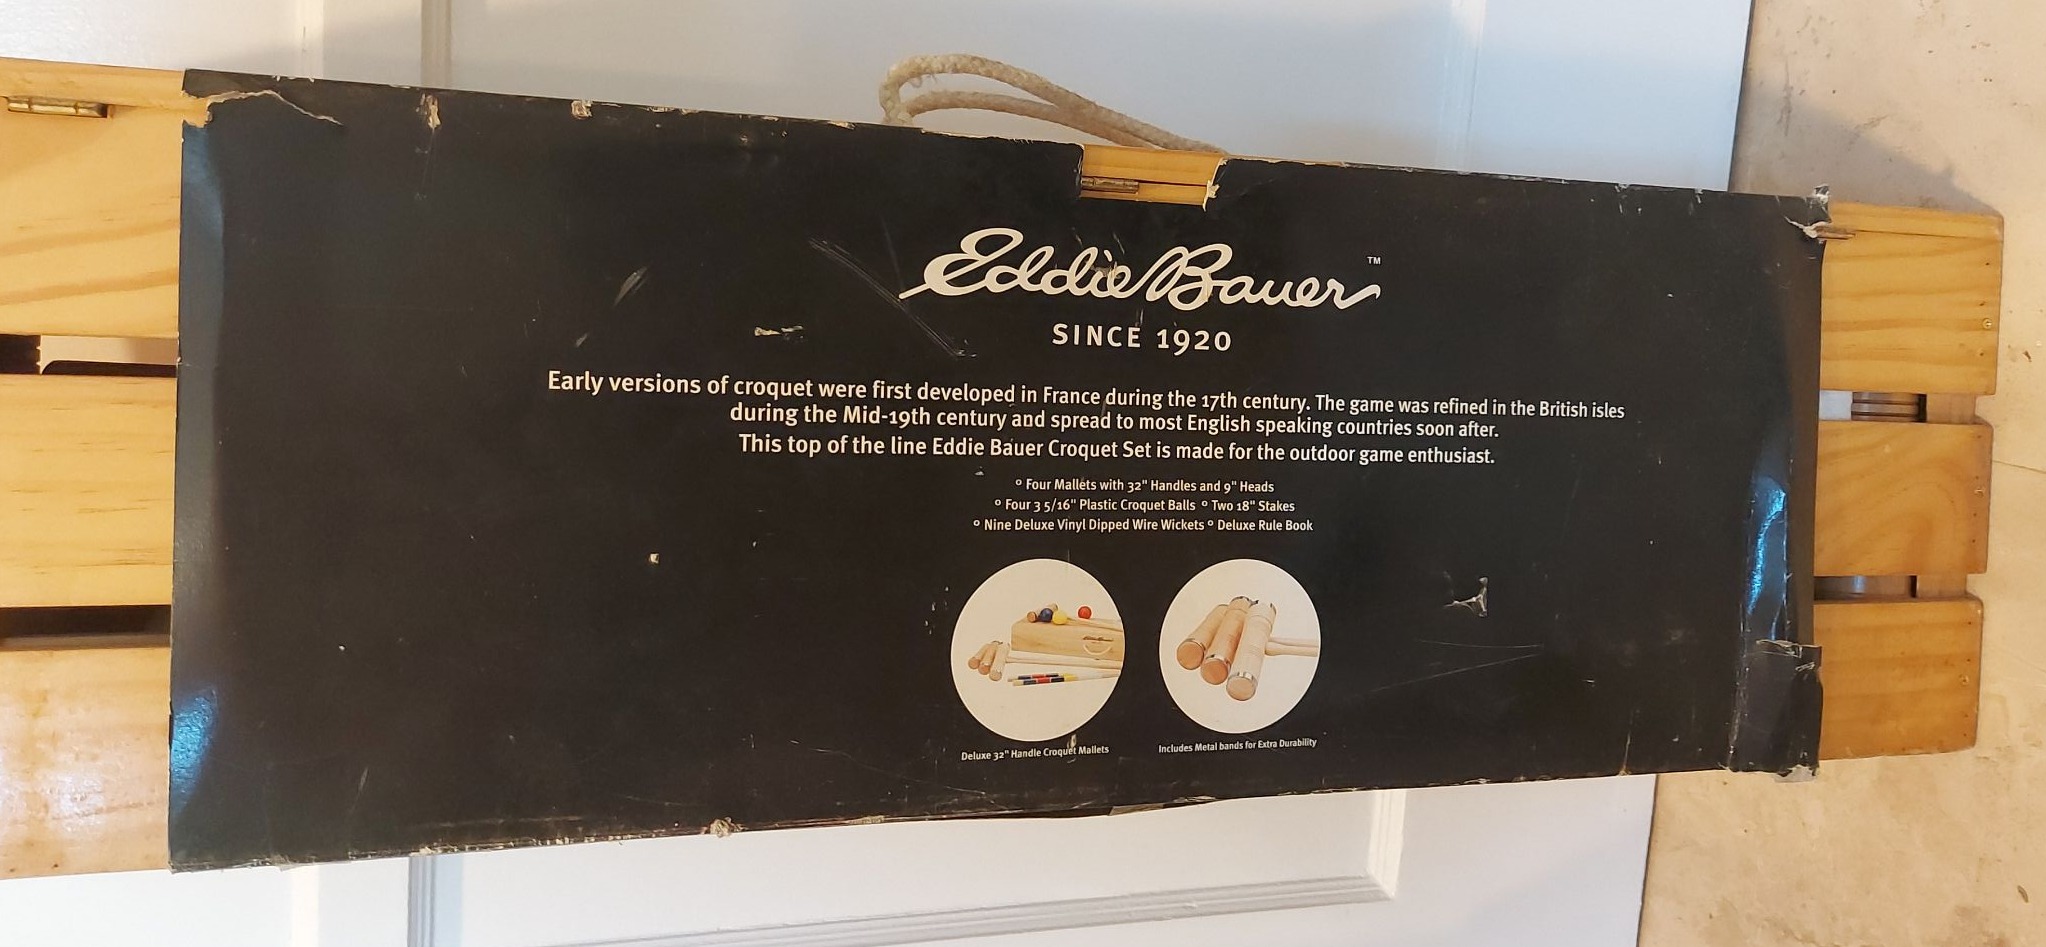 Eddie Bauer™
SINCE 1920
Early versions of croquet were first developed in France during the 17th century. The game was refined in the British isles
during the Mid-19th century and spread to most English speaking countries soon after.
This top of the line Eddie Bauer Croquet Set is made for the outdoor game enthusiast.
° Four Mallets with 32" Handles and 9" Heads
° Four 3 5/16" Plastic Croquet Balls ° Two 18" Stakes
° Nine Deluxe Vinyl Dipped Wire Wickets ° Deluxe Rule Book
Deluxe 32" Handle Croquet Mallets
Includes Metal bands for Extra Durability